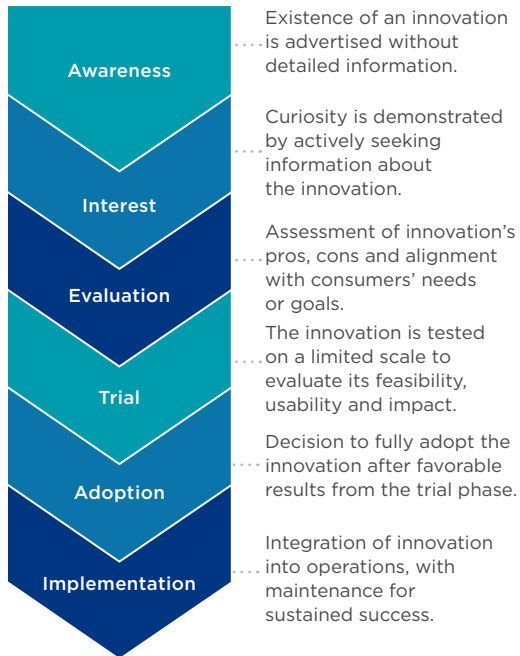 Awareness
Existence of an innovation
is advertised without
detailed information.
Interest
Curiosity is demonstrated
by actively seeking
information about
the innovation.
Evaluation
Assessment of innovation’s
pros, cons and alignment
with consumers’ needs
or goals.
Trial
The innovation is tested
on a limited scale to
evaluate its feasibility,
usability and impact.
Adoption
Decision to fully adopt the
innovation after favorable
results from the trial phase.
Implementation
Integration of innovation
into operations, with
maintenance for
sustained success.